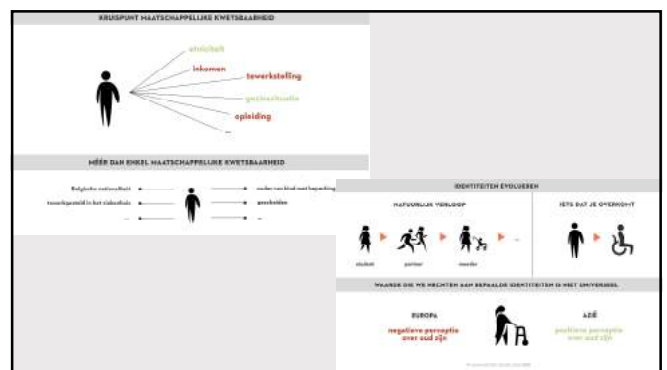 KRUISPUNT MAATSCHAPPELIJKE KWETSBAARHEID
etniciteit
inkomen
tewerkstelling
gezinssituatie
opleiding
...
MÉÉR DAN ENKEL MAATSCHAPPELIJKE KWETSBAARHEID
Belgische nationaliteit
tewerkgesteld in het ziekenhuis
...
ouder van kind met beperking
gescheiden
...
IDENTITEITEN EVOLUEREN
NATUURLIJK VERLOOP
student
partner
moeder
...
IETS DAT JE OVERKOMT
WAARDE DIE WE HECHTEN AAN BEPAALDE IDENTITEITEN IS NIET UNIVERSEEL
EUROPA
negatieve perceptie
over oud zijn
AZIË
positieve perceptie
over oud zijn